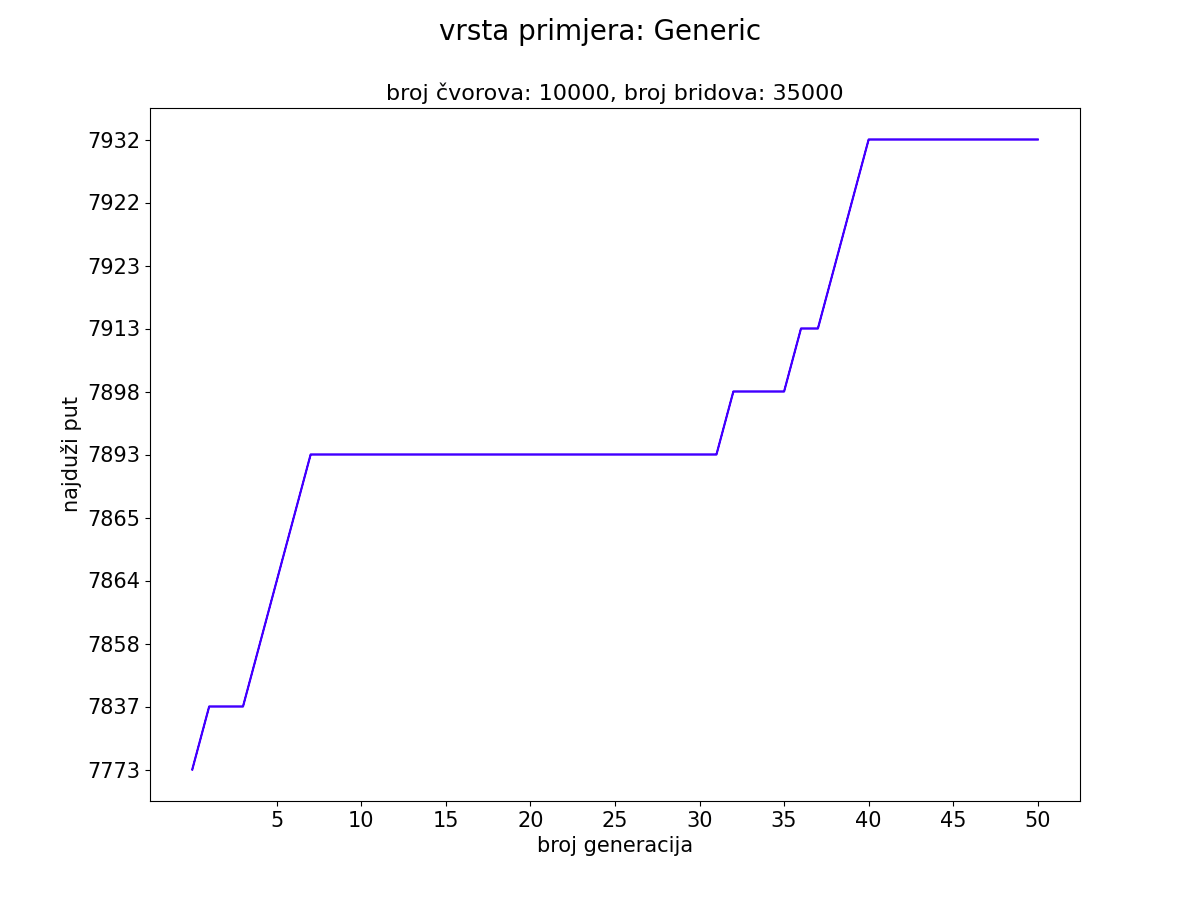 vrsta primjera: Generic
broj čvorova: 10000, broj bridova: 35000
7932
7922
7923
7913
7898
7893
7865
7864
7858
7837
7773
najduži put
5 10 15 20 25 30 35 40 45 50
broj generacija